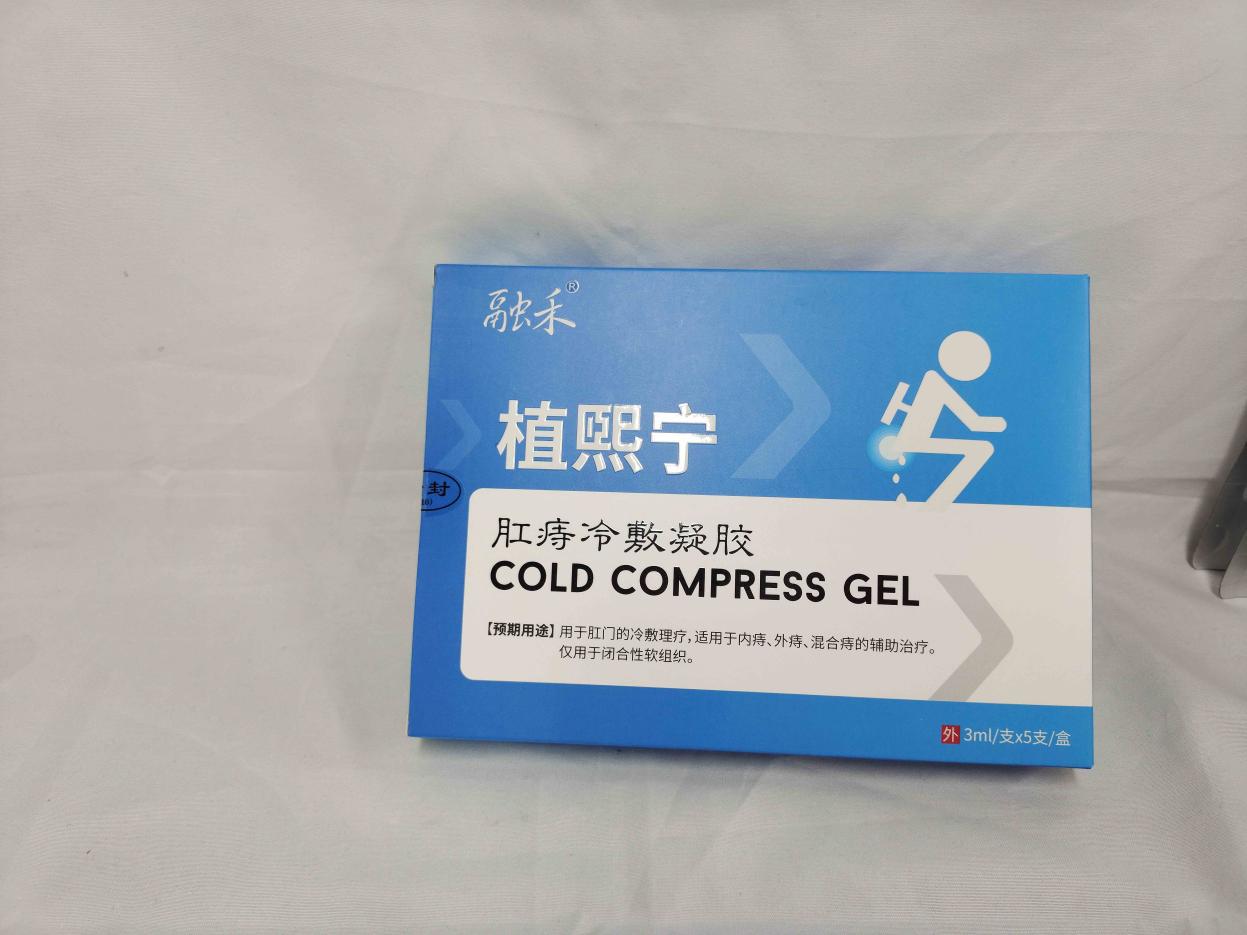 融禾®
植熙宁
封
肛痔冷敷凝胶
COLD COMPRESS GEL
【预期用途】用于肛门的冷敷理疗,适用于内痔、外痔、混合痔的辅助治疗。
仅用于闭合性软组织。
外 3ml/支x5支/盒